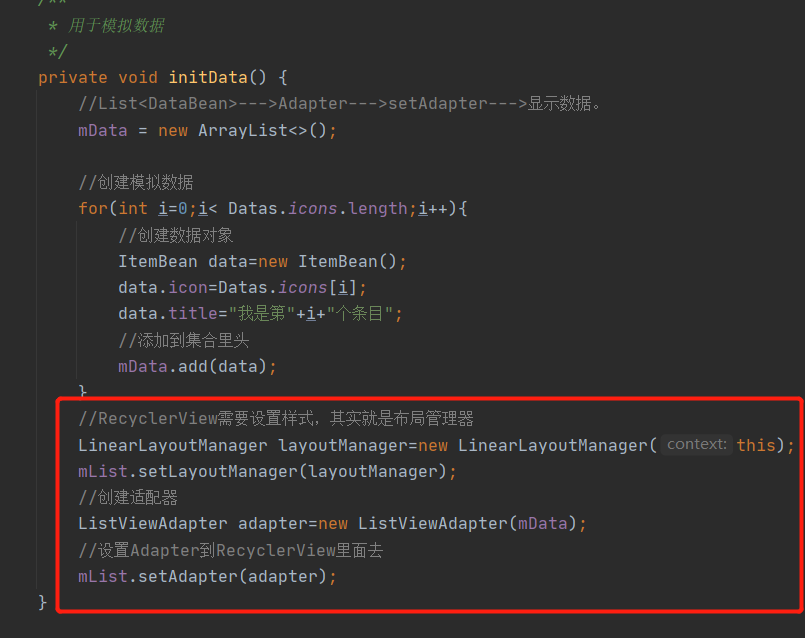 /**
* 用于模拟数据
*/
private void initData() {
//List<DataBean>--->Adapter--->setAdapter--->显示数据。
mData = new ArrayList<>();
//创建模拟数据
for(int i=0;i< Datas.icons.length;i++){
//创建数据对象
ItemBean data=new ItemBean();
data.icon=Datas.icons[i];
data.title="我是第"+i+"个条目";
//添加到集合里头
mData.add(data);
}
//RecyclerView需要设置样式，其实就是布局管理器
LinearLayoutManager layoutManager=new LinearLayoutManager( context: this);
mList.setLayoutManager(layoutManager);
//创建适配器
ListViewAdapter adapter=new ListViewAdapter(mData);
//设置Adapter到RecyclerView里面去
mList.setAdapter(adapter);
}